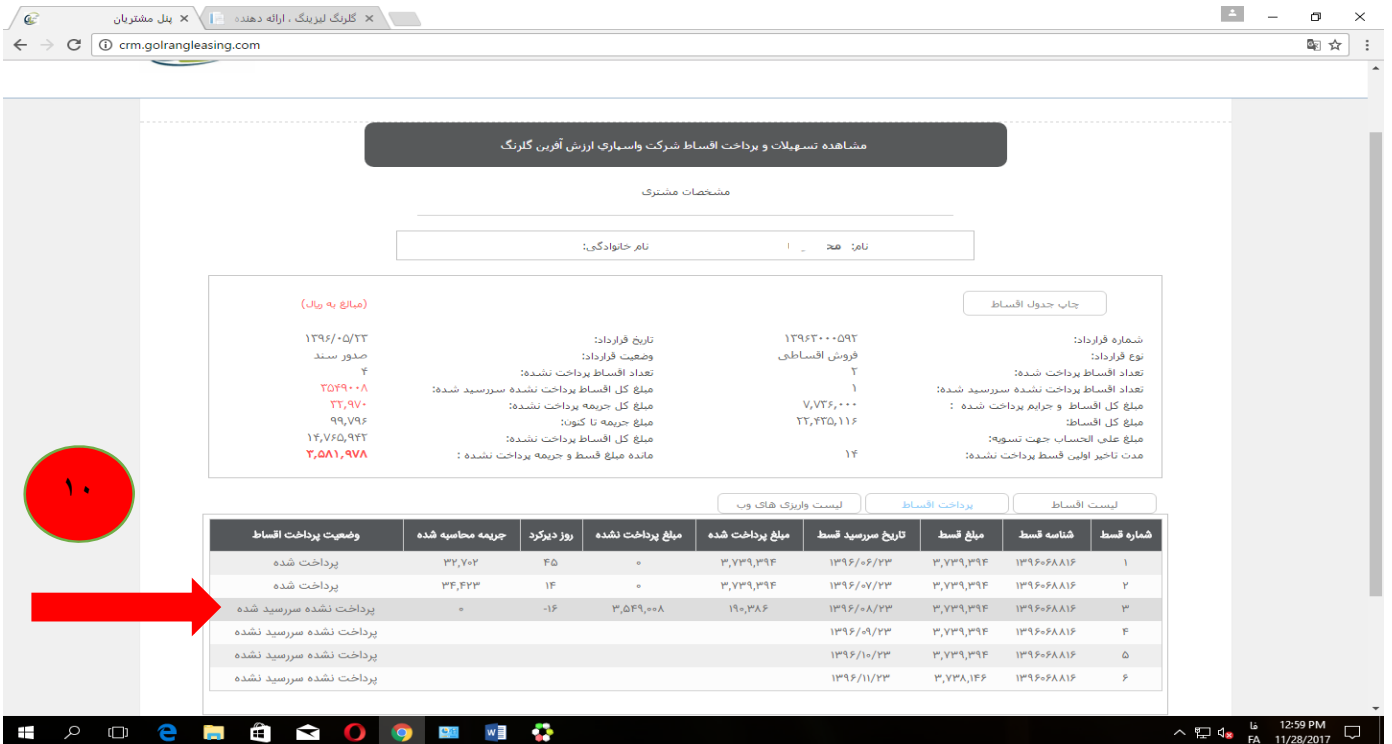 پنل مشتریان
گلرنگ لیزینگ ، ارائه دهنده
crm.golrangleasing.com
مشاهده تسهیلات و پرداخت اقساط شرکت واسپاری ارزش آفرین گلرنگ
مشخصات مشتری
نام: نام خانوادگی:
چاپ جدول اقساط (مبالغ به ریال)
شماره قرارداد: ۱۳۹۶۳۰۰۰۵۹۲ تاریخ قرارداد: ۱۳۹۶/۰۵/۲۳
نوع قرارداد: فروش اقساطی وضعیت قرارداد: صدور سند
تعداد اقساط پرداخت شده: ۲ تعداد اقساط پرداخت نشده: ۴
تعداد اقساط پرداخت نشده سررسید شده: ۱ مبلغ کل اقساط پرداخت نشده سررسید شده: ۳۵۴۹۰۰۸
مبلغ کل اقساط و جرایم پرداخت شده : ۷,۷۳۶,۰۰۰ مبلغ کل جریمه پرداخت نشده: ۳۲,۹۷۰
مبلغ کل اقساط: ۲۲,۴۳۵,۱۱۶ مبلغ جریمه تا کنون: ۹۹,۷۹۶
مبلغ علی الحساب جهت تسویه: مبلغ کل اقساط پرداخت نشده: ۱۴,۷۶۵,۹۴۲
مدت تاخیر اولین قسط پرداخت نشده: ۱۴ مانده مبلغ قسط و جریمه پرداخت نشده : ۳,۵۸۱,۹۷۸
۱۰
لیست اقساط پرداخت اقساط لیست واریزی های وب
شماره قسط شناسه قسط مبلغ قسط تاریخ سررسید قسط مبلغ پرداخت شده مبلغ پرداخت نشده روز دیرکرد جریمه محاسبه شده وضعیت پرداخت اقساط
۱ ۱۳۹۶۰۶۸۸۱۶ ۳,۷۳۹,۳۹۴ ۱۳۹۶/۰۶/۲۳ ۳,۷۳۹,۳۹۴ ۰ ۴۵ ۳۲,۷۰۲ پرداخت شده
۲ ۱۳۹۶۰۶۸۸۱۶ ۳,۷۳۹,۳۹۴ ۱۳۹۶/۰۷/۲۳ ۳,۷۳۹,۳۹۴ ۰ ۱۴ ۳۴,۴۲۳ پرداخت شده
۳ ۱۳۹۶۰۶۸۸۱۶ ۳,۷۳۹,۳۹۴ ۱۳۹۶/۰۸/۲۳ ۱۹۰,۳۸۶ ۳,۵۴۹,۰۰۸ -۱۶ ۰ پرداخت نشده سررسید شده
۴ ۱۳۹۶۰۶۸۸۱۶ ۳,۷۳۹,۳۹۴ ۱۳۹۶/۰۹/۲۳ پرداخت نشده سررسید نشده
۵ ۱۳۹۶۰۶۸۸۱۶ ۳,۷۳۹,۳۹۴ ۱۳۹۶/۱۰/۲۳ پرداخت نشده سررسید نشده
۶ ۱۳۹۶۰۶۸۸۱۶ ۳,۷۳۸,۱۴۶ ۱۳۹۶/۱۱/۲۳ پرداخت نشده سررسید نشده
فا 12:59 PM
FA 11/28/2017